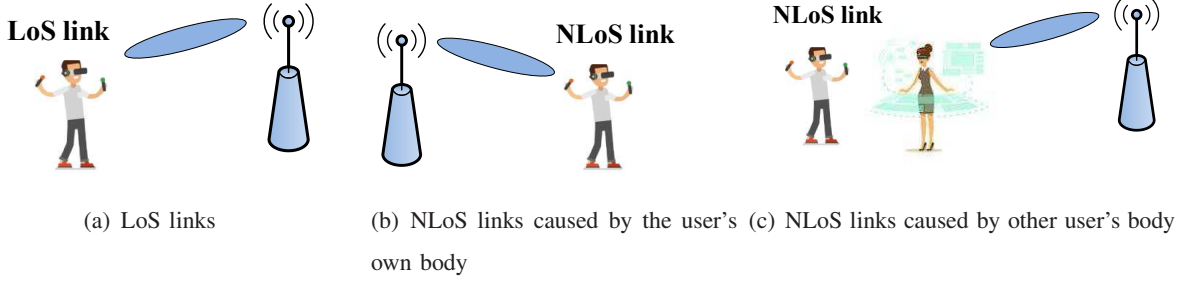 LoS link
NLoS link
NLoS link
(a) LoS links
(b) NLoS links caused by the user's
own body
(c) NLoS links caused by other user's body